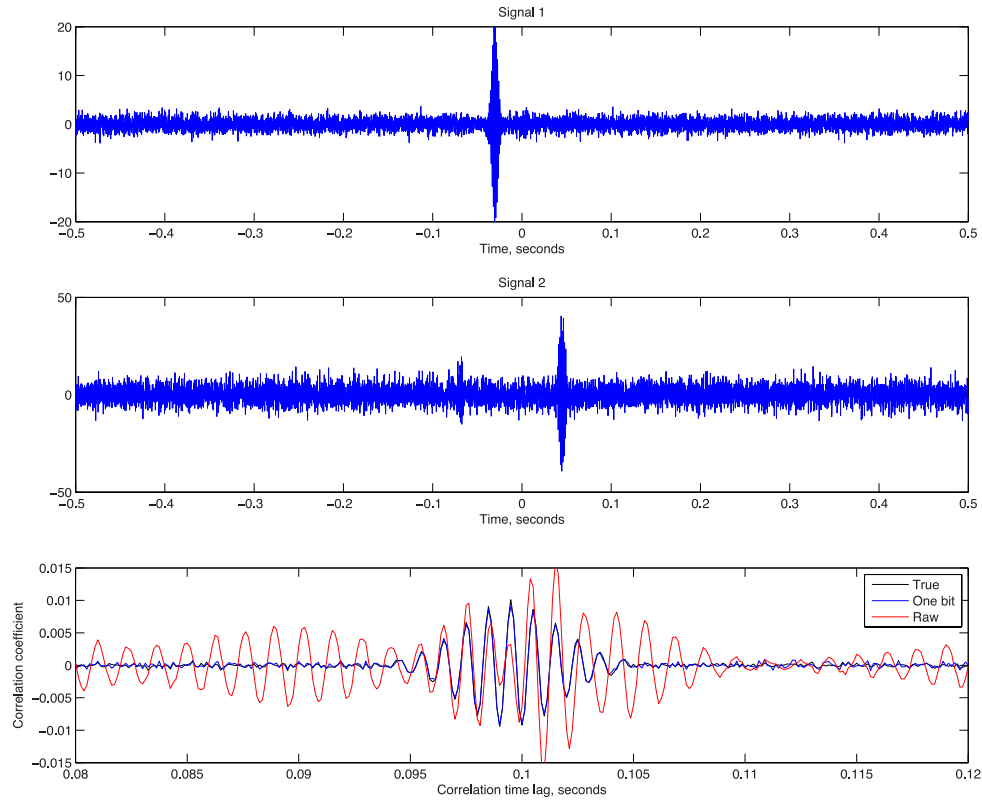 Signal 1
20
10
0
−10
−20
−0.5 −0.4 −0.3 −0.2 −0.1 0 0.1 0.2 0.3 0.4 0.5
Time, seconds
Signal 2
50
0
−50
−0.5 −0.4 −0.3 −0.2 −0.1 0 0.1 0.2 0.3 0.4 0.5
Time, seconds
Correlation coefficient
0.015
0.010
0.005
0
−0.005
−0.01
−0.015
True
One bit
Raw
0.08 0.085 0.09 0.095 0.1 0.105 0.11 0.115 0.12
Correlation time lag, seconds